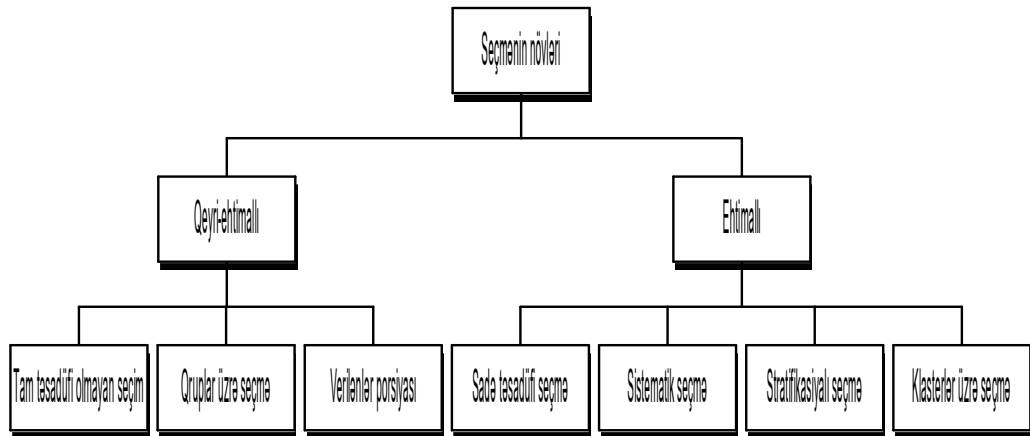 Seçmənin növləri
Qeyri-ehtimallı
Ehtimallı
Tam təsadüfi olmayan seçim
Qruplar üzrə seçmə
Verilənlər porsiyası
Sadə təsadüfi seçmə
Sistematik seçmə
Stratifikasiyalı seçmə
Klasterlər üzrə seçmə